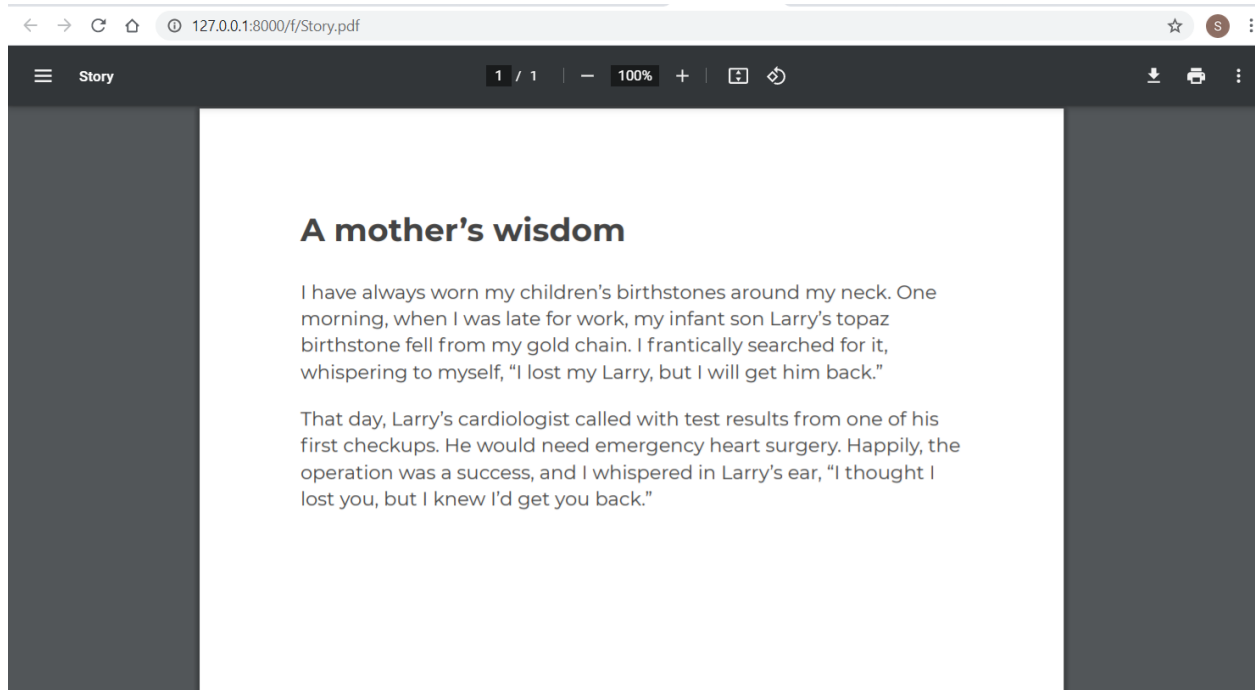 127.0.0.1:8000/f/Story.pdf
S
Story
1 / 1
100%
A mother’s wisdom
I have always worn my children’s birthstones around my neck. One
morning, when I was late for work, my infant son Larry’s topaz
birthstone fell from my gold chain. I frantically searched for it,
whispering to myself, “I lost my Larry, but I will get him back.”
That day, Larry’s cardiologist called with test results from one of his
first checkups. He would need emergency heart surgery. Happily, the
operation was a success, and I whispered in Larry’s ear, “I thought I
lost you, but I knew I’d get you back.”